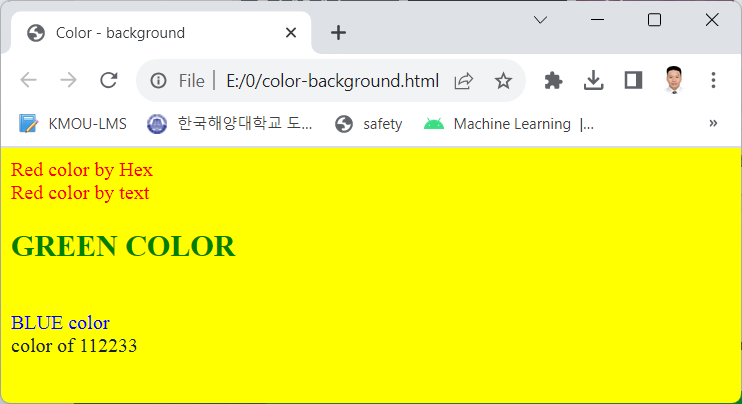 Color - background
File | E:/0/color-background.html
KMOU-LMS 한국해양대학교 도... safety Machine Learning |... »
Red color by Hex
Red color by text
GREEN COLOR
BLUE color
color of 112233